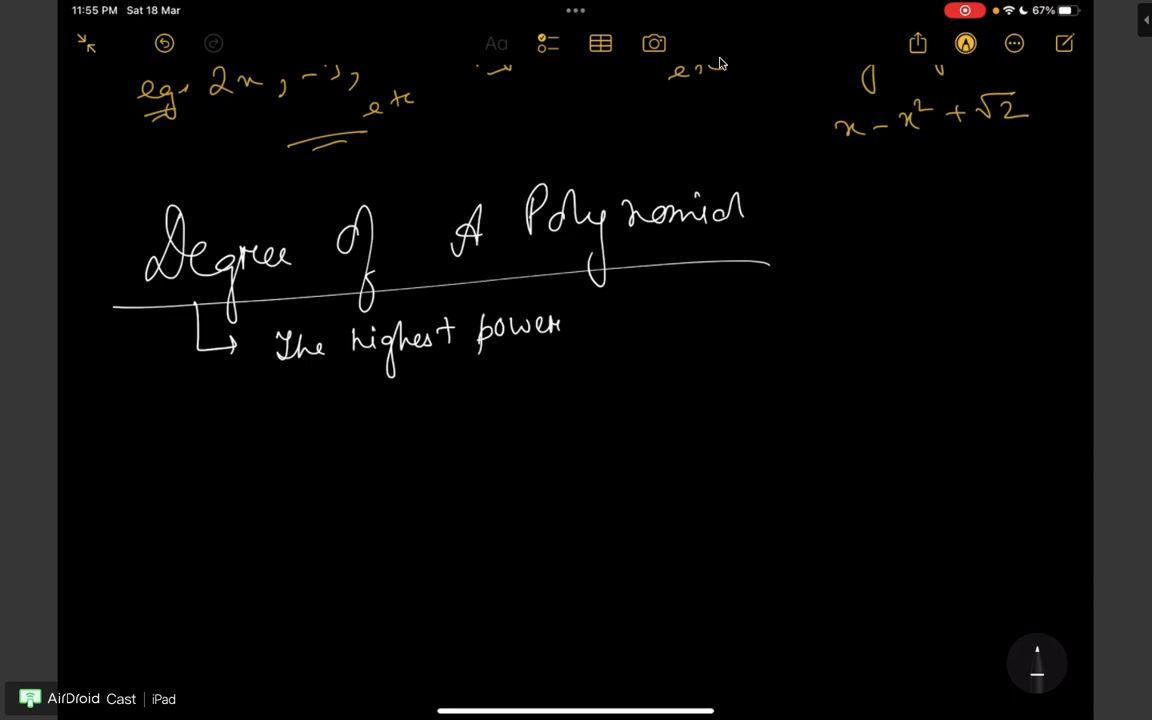 11:55 PM Sat 18 Mar
67%
Aa
eg. 2x, -
etc
x - x² + √2
Degree of A Polynomial
The highest power
AirDroid Cast | iPad